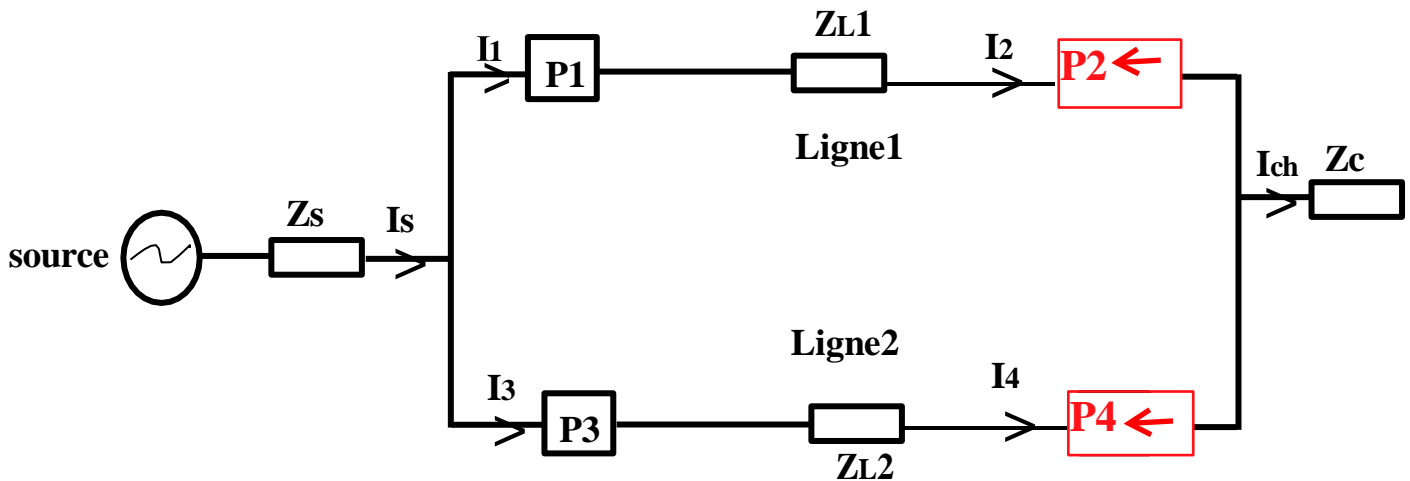 ZL1
I1
I2
P1
P2
Ligne1
Ich
Zc
Zs
Is
source
Ligne2
I3
I4
P3
P4
ZL2